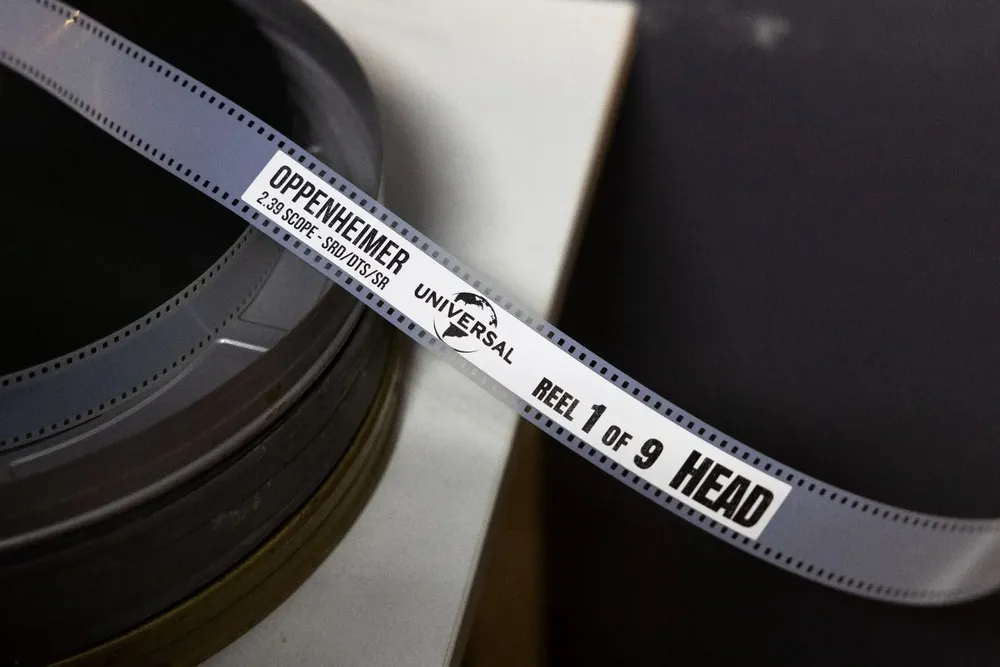 OPPENHEIMER
2.39 SCOPE - SRD/DTS/SR
UNIVERSAL
REEL 1 OF 9 HEAD